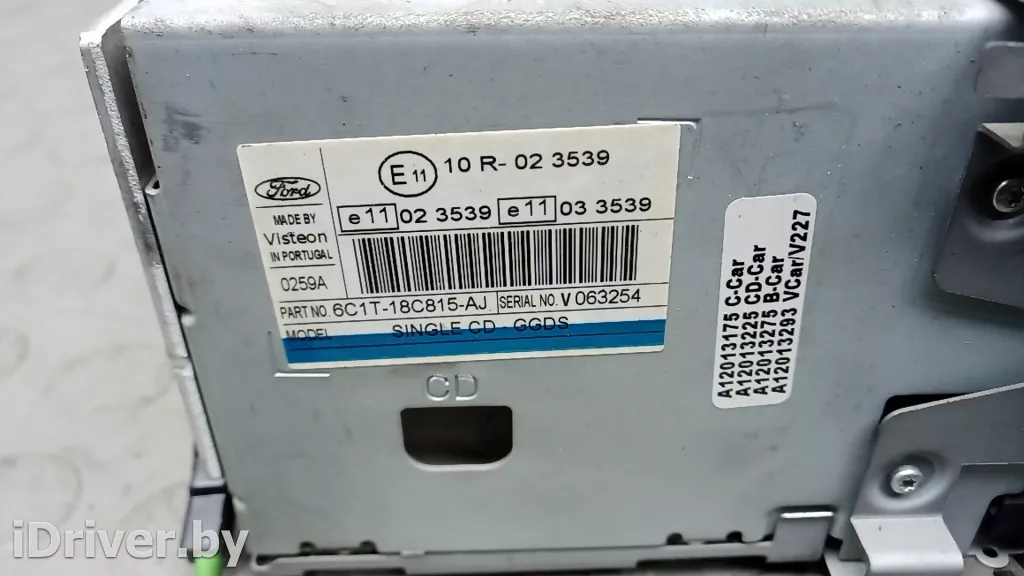 Ford
MADE BY
Visteon
IN PORTUGAL
0259A
E 11 10 R- 02 3539
e11 02 3539 e11 03 3539
PART NO. 6C1T-18C815-AJ SERIAL NO. V 063254
MODEL SINGLE CD - GGDS
CD
A12013175 C-Car
A12013225 CD-Car
A12013275 B-Car
A12013293 VCar/V227
iDriver.by